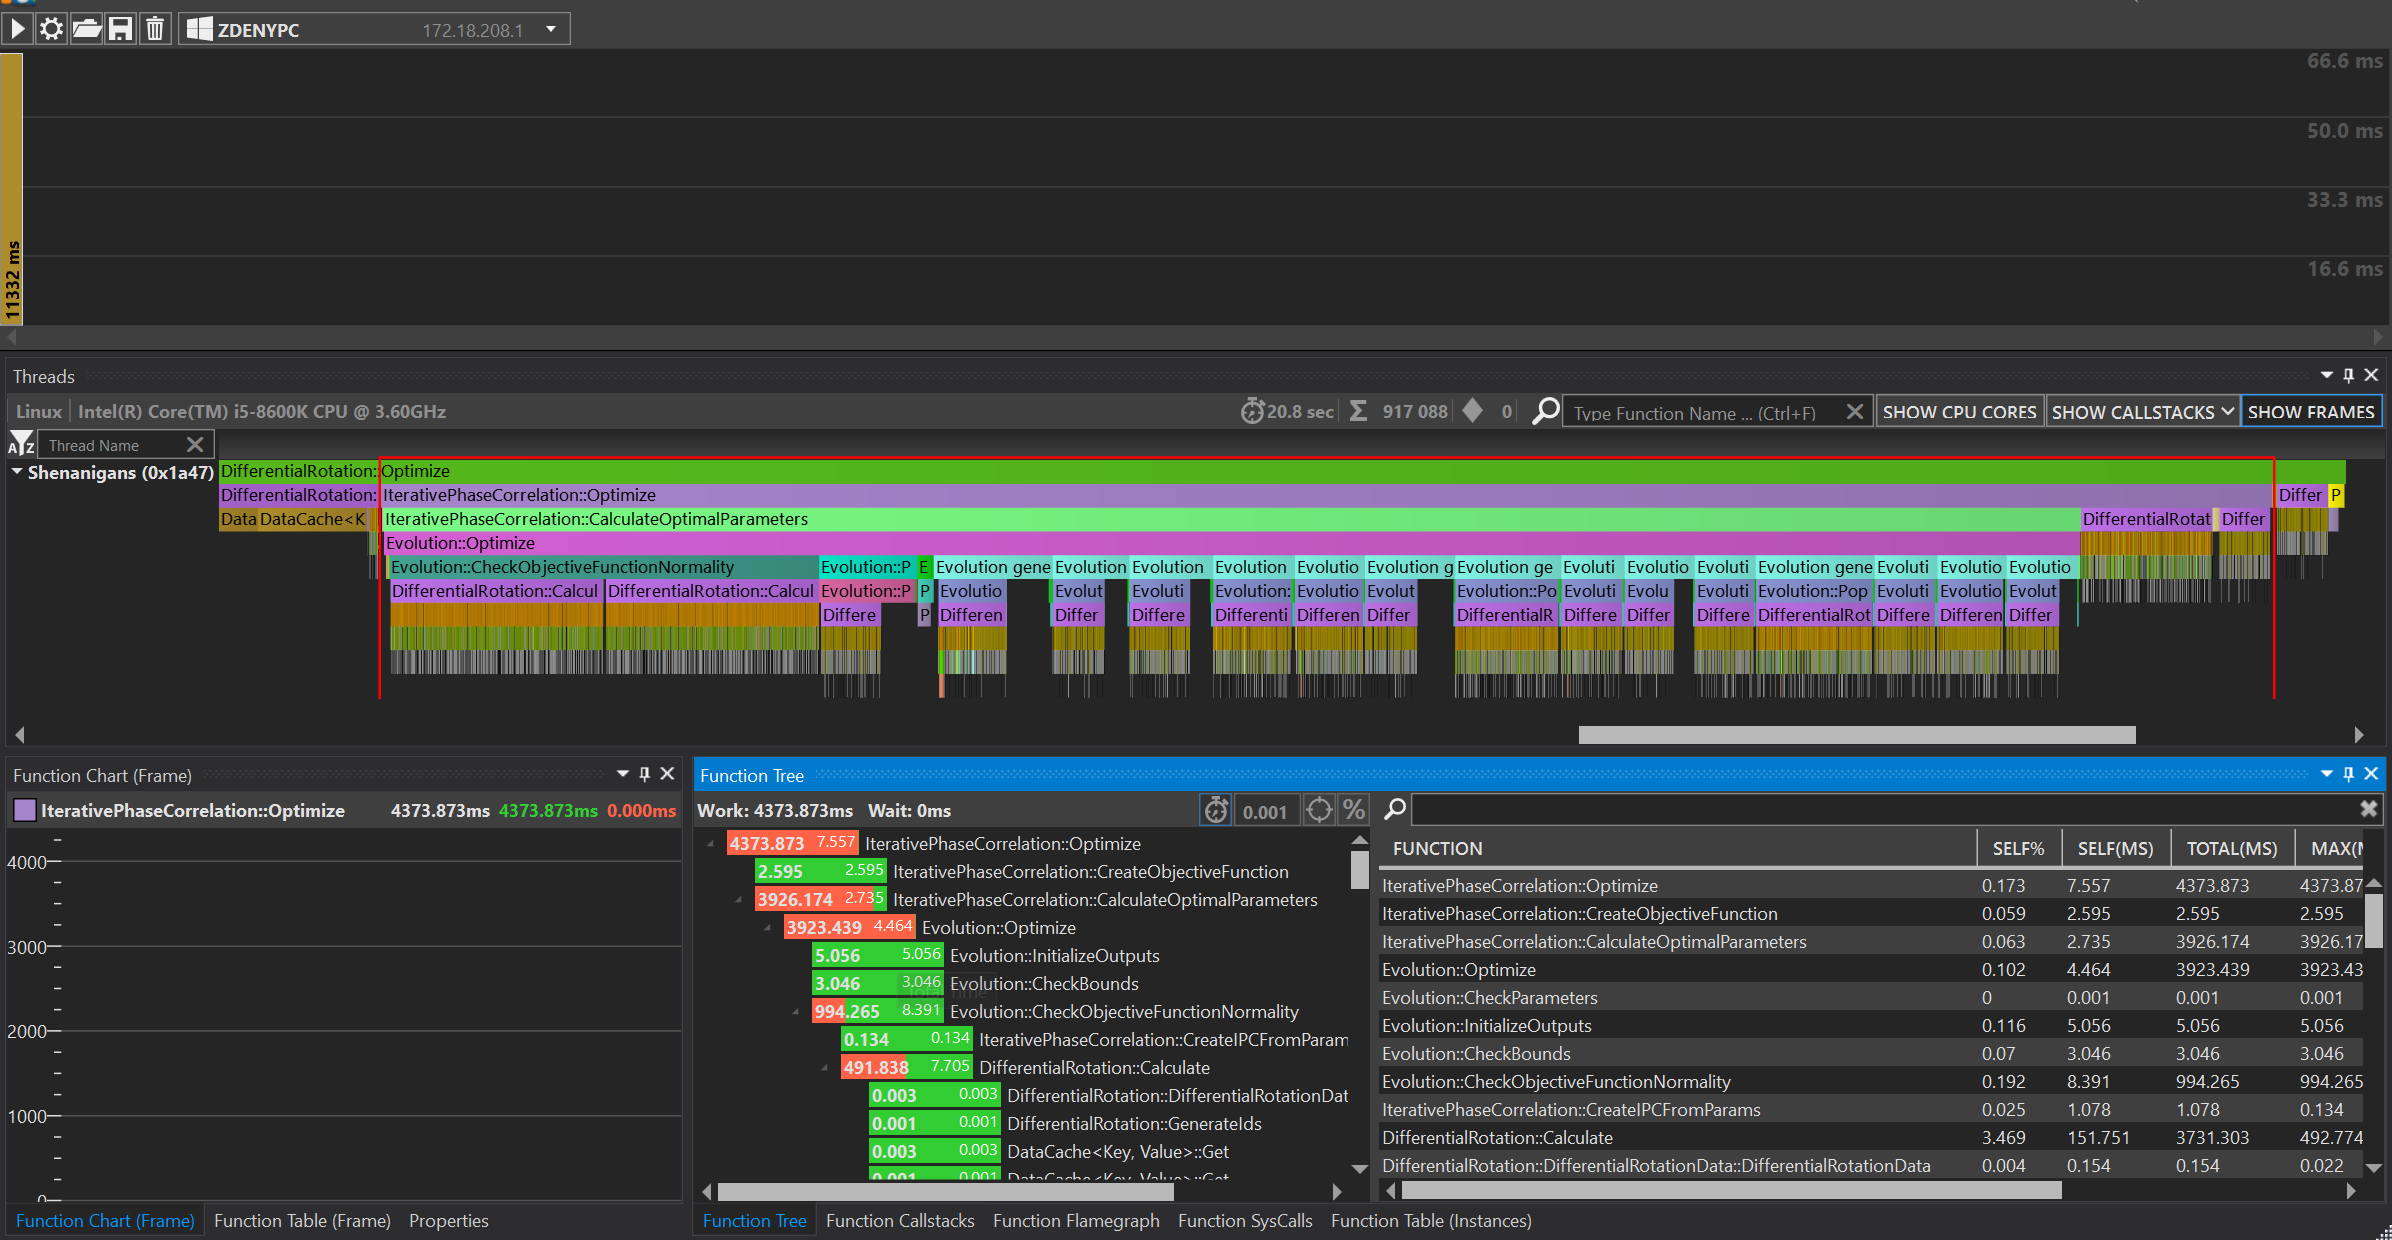 ZDENYPC 172.18.208.1
66.6 ms
50.0 ms
33.3 ms
16.6 ms
11332 ms
Threads
Linux Intel(R) Core(TM) i5-8600K CPU @ 3.60GHz 20.8 sec Σ 917 088 0 Type Function Name ... (Ctrl+F) SHOW CPU CORES SHOW CALLSTACKS SHOW FRAMES
AZ Thread Name
Shenanigans (0x1a47) DifferentialRotation::Optimize
DifferentialRotation: IterativePhaseCorrelation::Optimize Differ P
Data DataCache<K IterativePhaseCorrelation::CalculateOptimalParameters DifferentialRotat Differ
Evolution::Optimize
Evolution::CheckObjectiveFunctionNormality Evolution::P E Evolution gene Evolution Evolution Evolution Evolutio Evolution g Evolution ge Evoluti Evolutio Evoluti Evolution gene Evoluti Evolutio Evolutio
DifferentialRotation::Calcul DifferentialRotation::Calcul Evolution::P P Evolutio Evolut Evoluti Evolution: Evolutio Evolut Evolution::Po Evoluti Evolu Evoluti Evolution::Pop Evoluti Evolutio Evolut
Differe P Differen Differ Differe Differenti Differen Differ DifferentialR Differe Differ Differe DifferentialRot Differe Differen Differ
Function Chart (Frame)
IterativePhaseCorrelation::Optimize 4373.873ms 4373.873ms 0.000ms
4000
3000
2000
1000
0
Function Chart (Frame) Function Table (Frame) Properties
Function Tree
Work: 4373.873ms Wait: 0ms 0.001 %
4373.873 7.557 IterativePhaseCorrelation::Optimize
2.595 2.595 IterativePhaseCorrelation::CreateObjectiveFunction
3926.174 2.735 IterativePhaseCorrelation::CalculateOptimalParameters
3923.439 4.464 Evolution::Optimize
5.056 5.056 Evolution::InitializeOutputs
3.046 3.046 Evolution::CheckBounds
994.265 8.391 Evolution::CheckObjectiveFunctionNormality
0.134 0.134 IterativePhaseCorrelation::CreateIPCFromParam
491.838 7.705 DifferentialRotation::Calculate
0.003 0.003 DifferentialRotation::DifferentialRotationDat
0.001 0.001 DifferentialRotation::GenerateIds
0.003 0.003 DataCache<Key, Value>::Get
0.001 0.001 DataCache<Key, Value>::Get
FUNCTION SELF% SELF(MS) TOTAL(MS) MAX(M
IterativePhaseCorrelation::Optimize 0.173 7.557 4373.873 4373.87
IterativePhaseCorrelation::CreateObjectiveFunction 0.059 2.595 2.595 2.595
IterativePhaseCorrelation::CalculateOptimalParameters 0.063 2.735 3926.174 3926.17
Evolution::Optimize 0.102 4.464 3923.439 3923.43
Evolution::CheckParameters 0 0.001 0.001 0.001
Evolution::InitializeOutputs 0.116 5.056 5.056 5.056
Evolution::CheckBounds 0.07 3.046 3.046 3.046
Evolution::CheckObjectiveFunctionNormality 0.192 8.391 994.265 994.265
IterativePhaseCorrelation::CreateIPCFromParams 0.025 1.078 1.078 0.134
DifferentialRotation::Calculate 3.469 151.751 3731.303 492.774
DifferentialRotation::DifferentialRotationData::DifferentialRotationData 0.004 0.154 0.154 0.022
Function Tree Function Callstacks Function Flamegraph Function SysCalls Function Table (Instances)